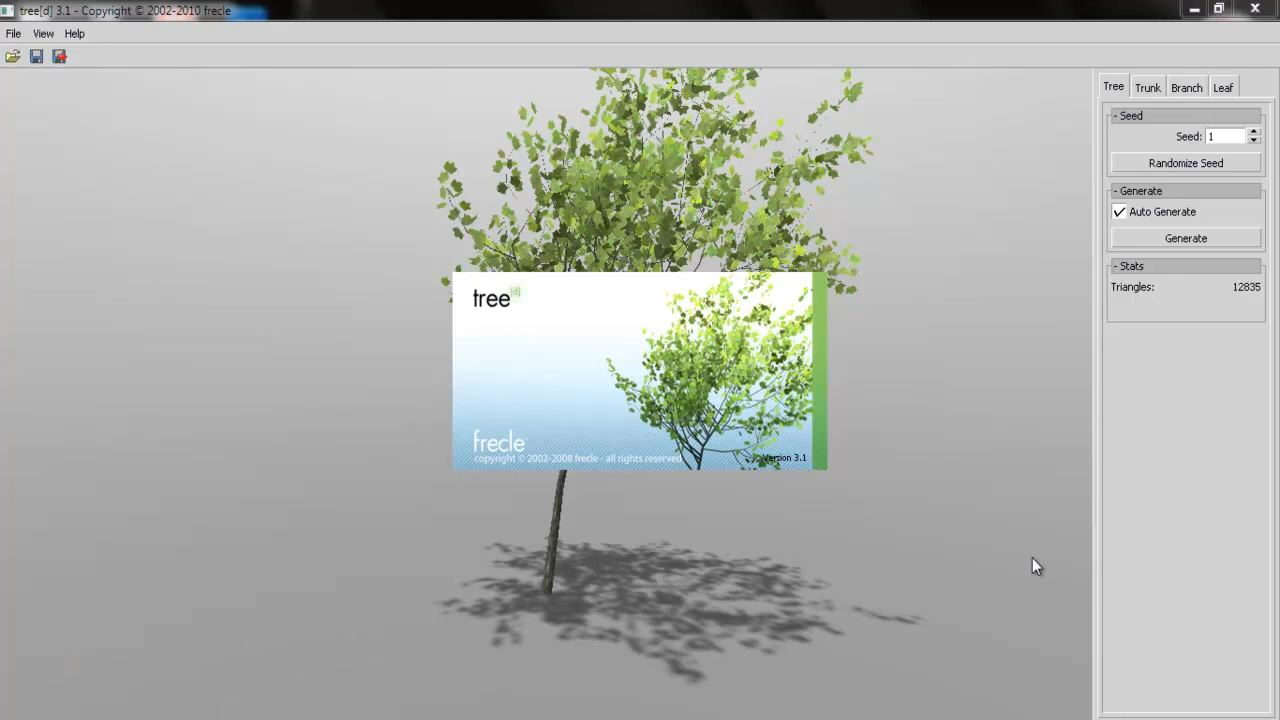 tree[d] 3.1 - Copyright © 2002-2010 frecle
File View Help
Tree Trunk Branch Leaf
- Seed
Seed: 1
Randomize Seed
- Generate
Auto Generate
Generate
- Stats
Triangles: 12835
tree[d]
frecle
copyright © 2002-2008 frecle - all rights reserved
Version 3.1